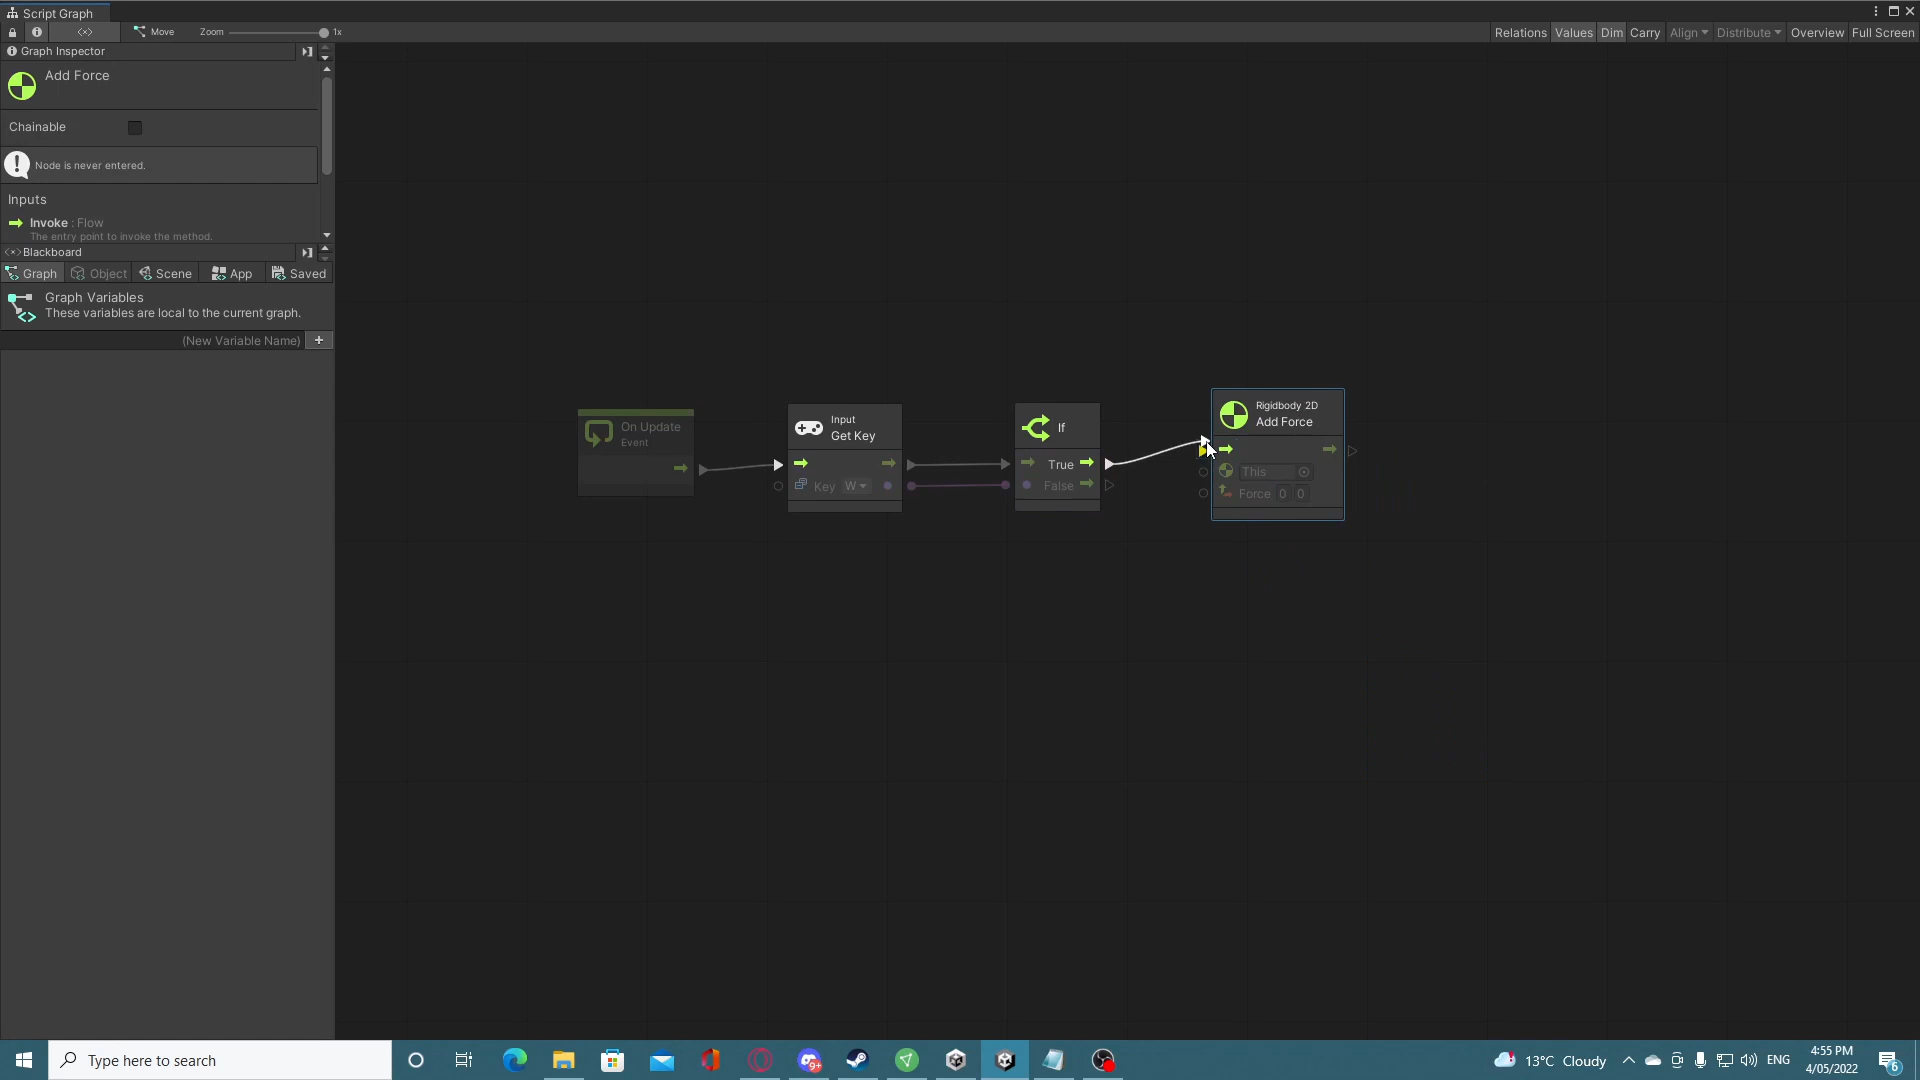 Script Graph
Move
Zoom
1x
Relations
Values
Dim
Carry
Align
Distribute
Overview
Full Screen
Graph Inspector
Add Force
Chainable
Node is never entered.
Inputs
Invoke : Flow
The entry point to invoke the method.
Blackboard
Graph
Object
Scene
App
Saved
Graph Variables
These variables are local to the current graph.
(New Variable Name)
+
On Update
Event
Input
Get Key
Key W
If
True
False
Rigidbody 2D
Add Force
This
Force 0 0
Type here to search
9+
13°C Cloudy
ENG
4:55 PM
4/05/2022
6